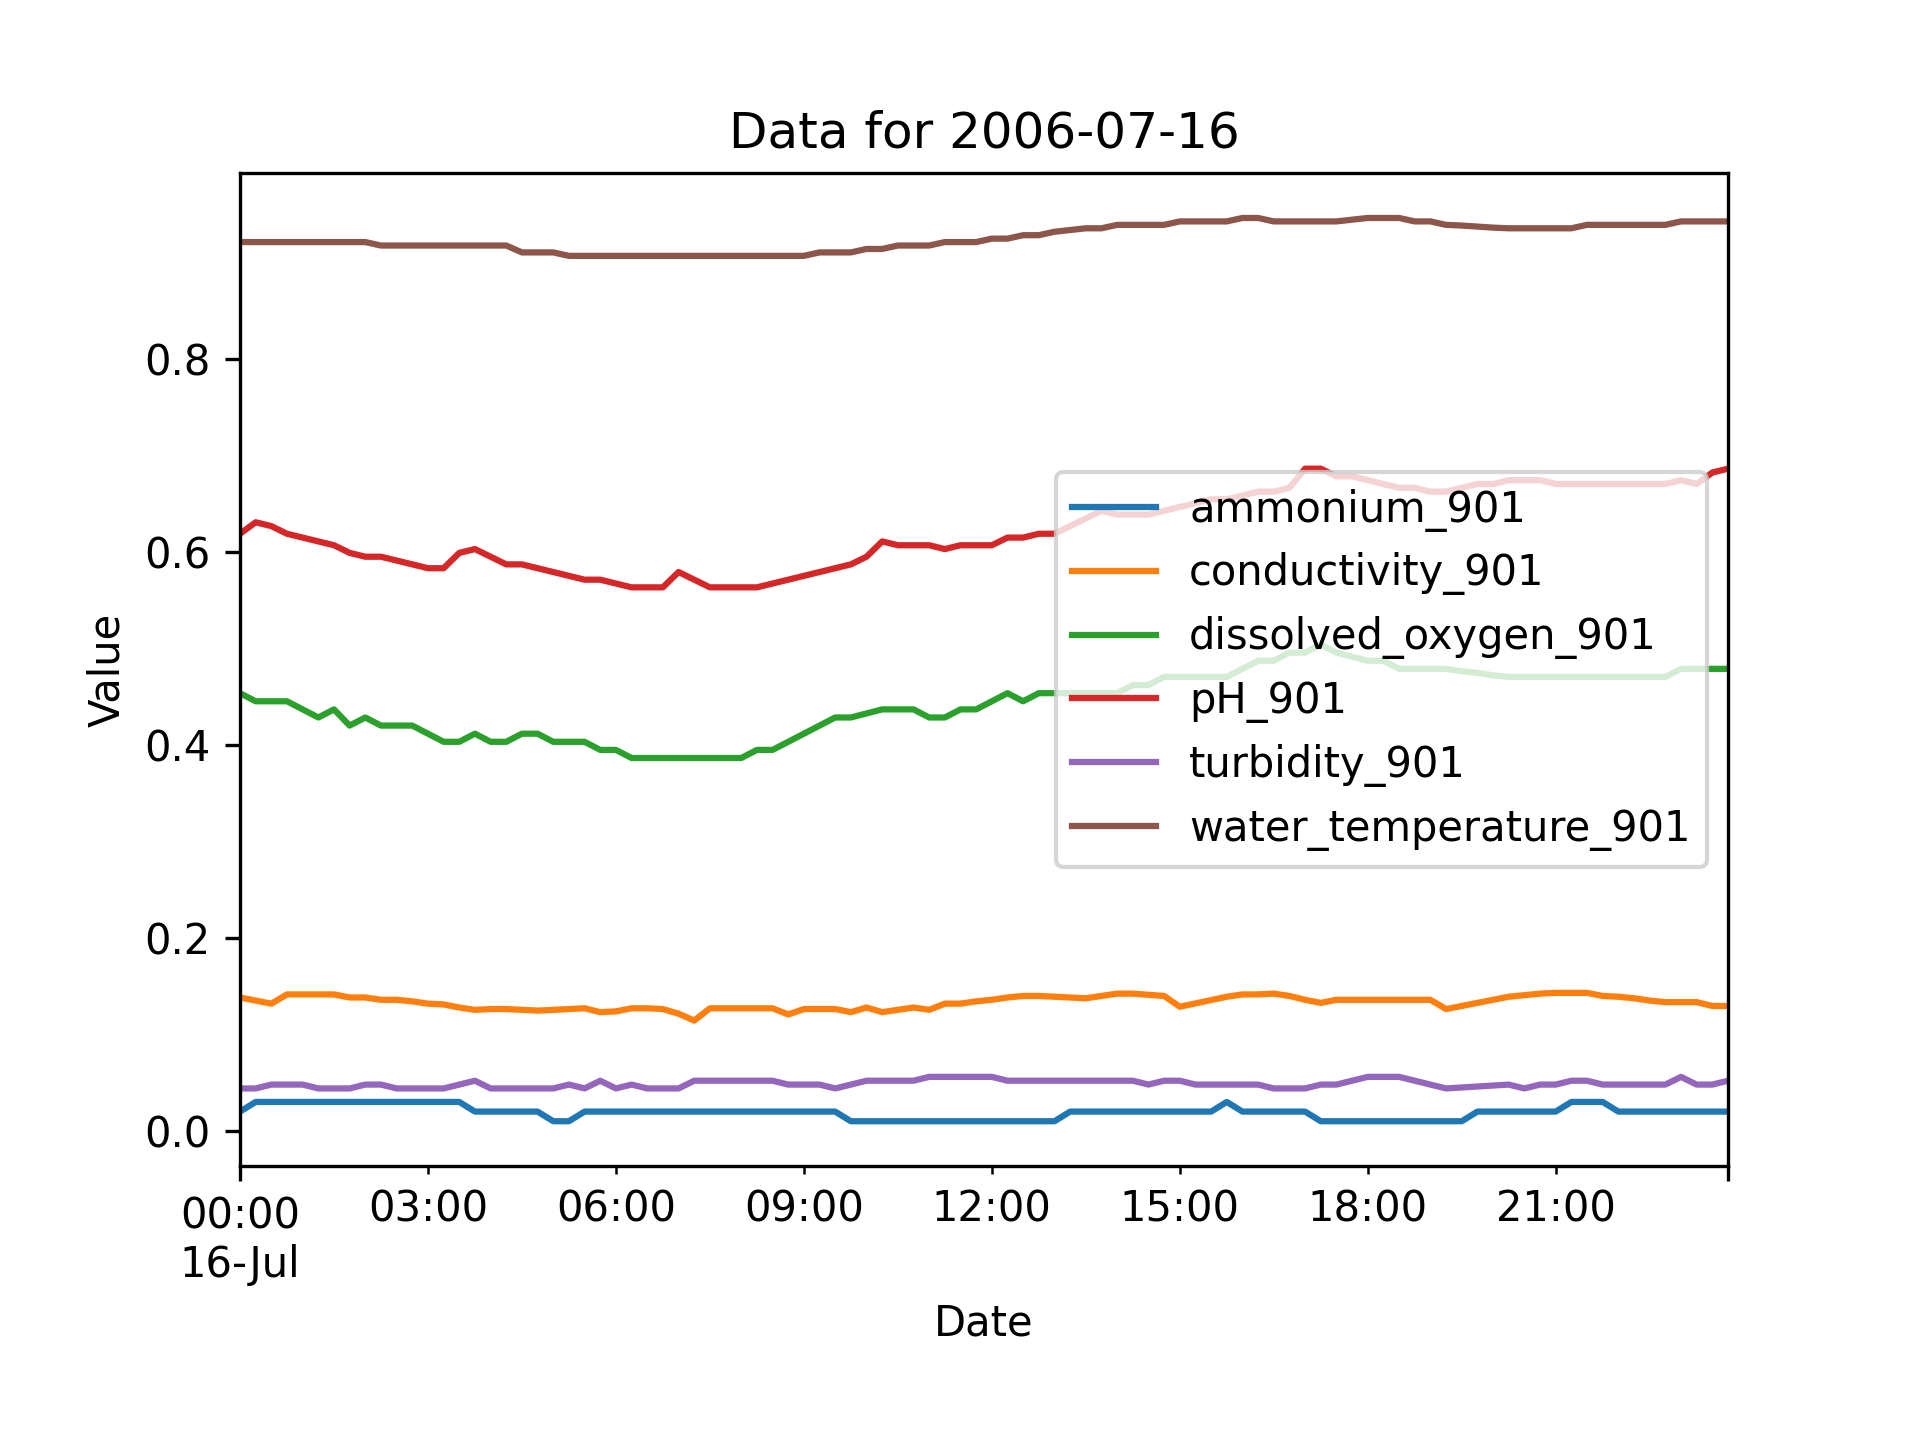 Data for 2006-07-16
Value
0.8
0.6
0.4
0.2
0.0
ammonium_901
conductivity_901
dissolved_oxygen_901
pH_901
turbidity_901
water_temperature_901
00:00 03:00 06:00 09:00 12:00 15:00 18:00 21:00
16-Jul
Date